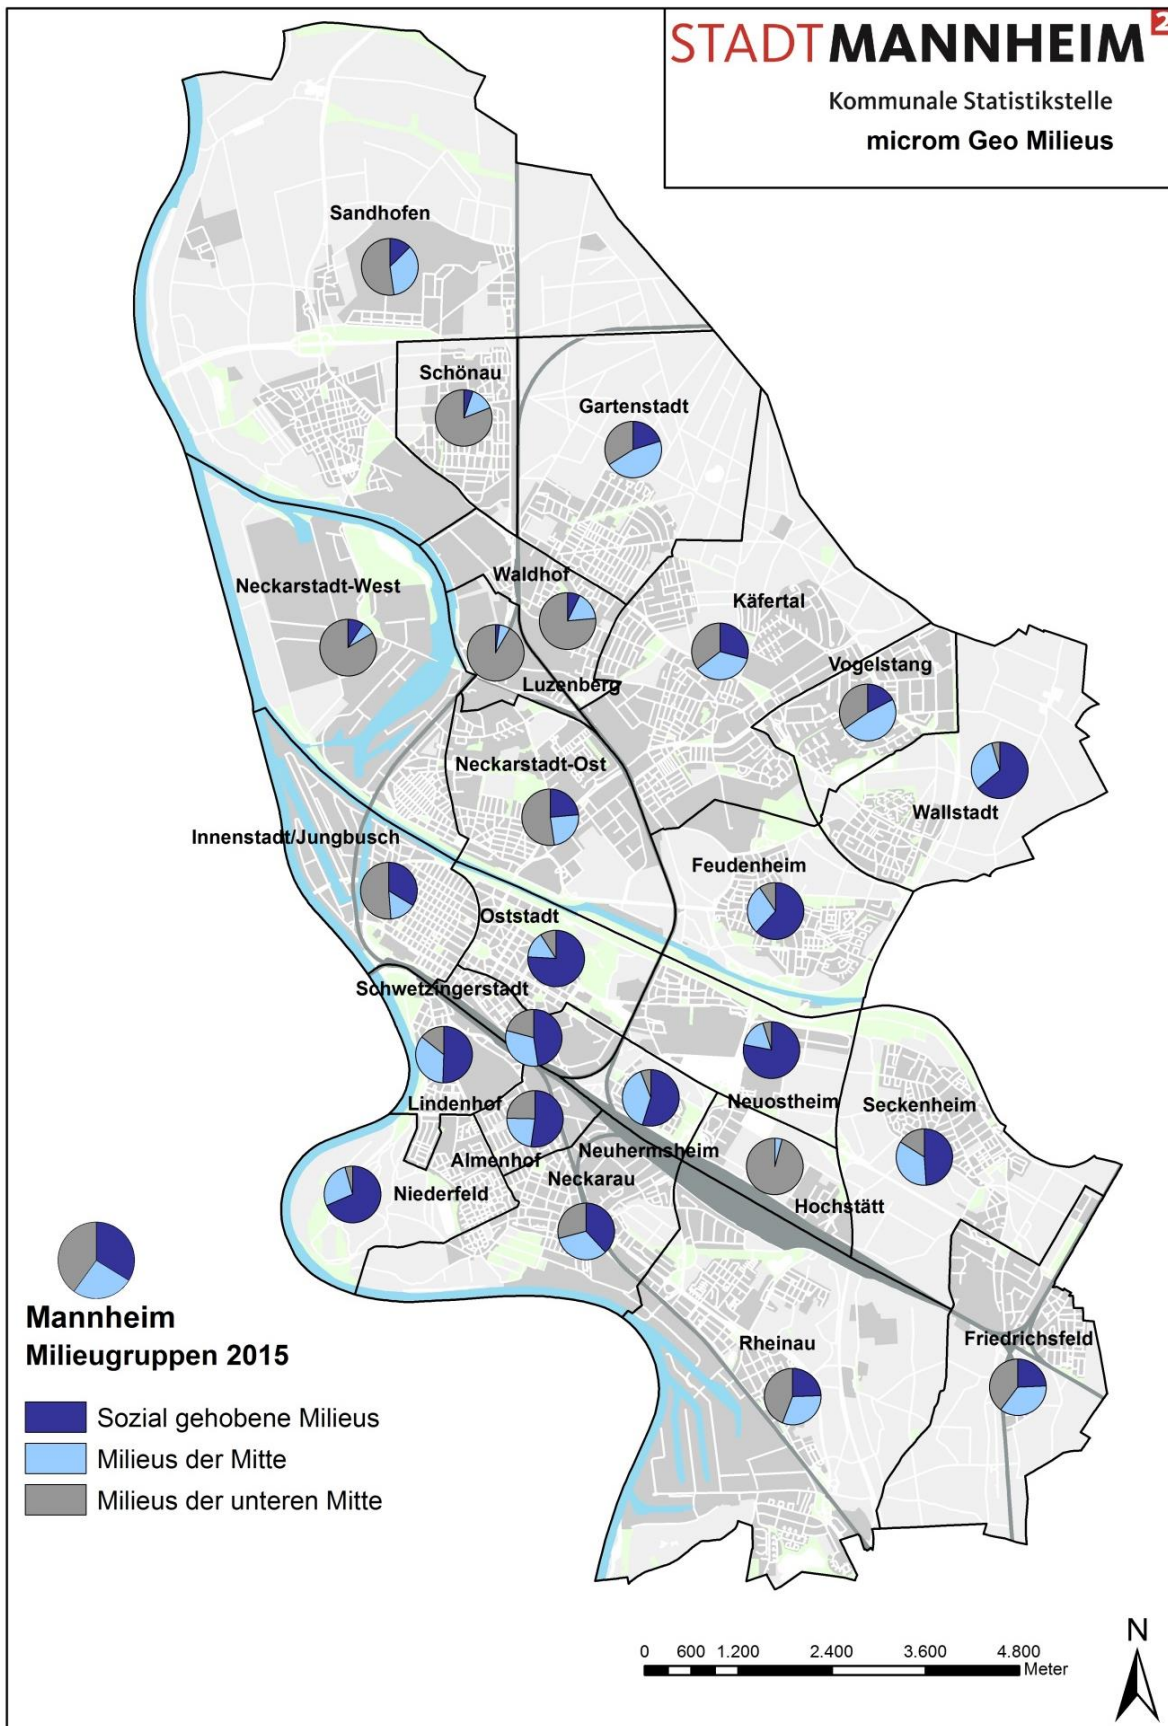 STADTMANNHEIM²
Kommunale Statistikstelle
microm Geo Milieus
Sandhofen
Schönau
Gartenstadt
Waldhof
Neckarstadt-West
Käfertal
Vogelstang
Luzenberg
Neckarstadt-Ost
Wallstadt
Innenstadt/Jungbusch
Feudenheim
Oststadt
Schwetzingerstadt
Lindenhof
Neuostheim
Seckenheim
Almenhof
Neuhermsheim
Neckarau
Niederfeld
Hochstätt
Mannheim
Milieugruppen 2015
Rheinau
Friedrichsfeld
Sozial gehobene Milieus
Milieus der Mitte
Milieus der unteren Mitte
N
0 600 1.200 2.400 3.600 4.800
Meter